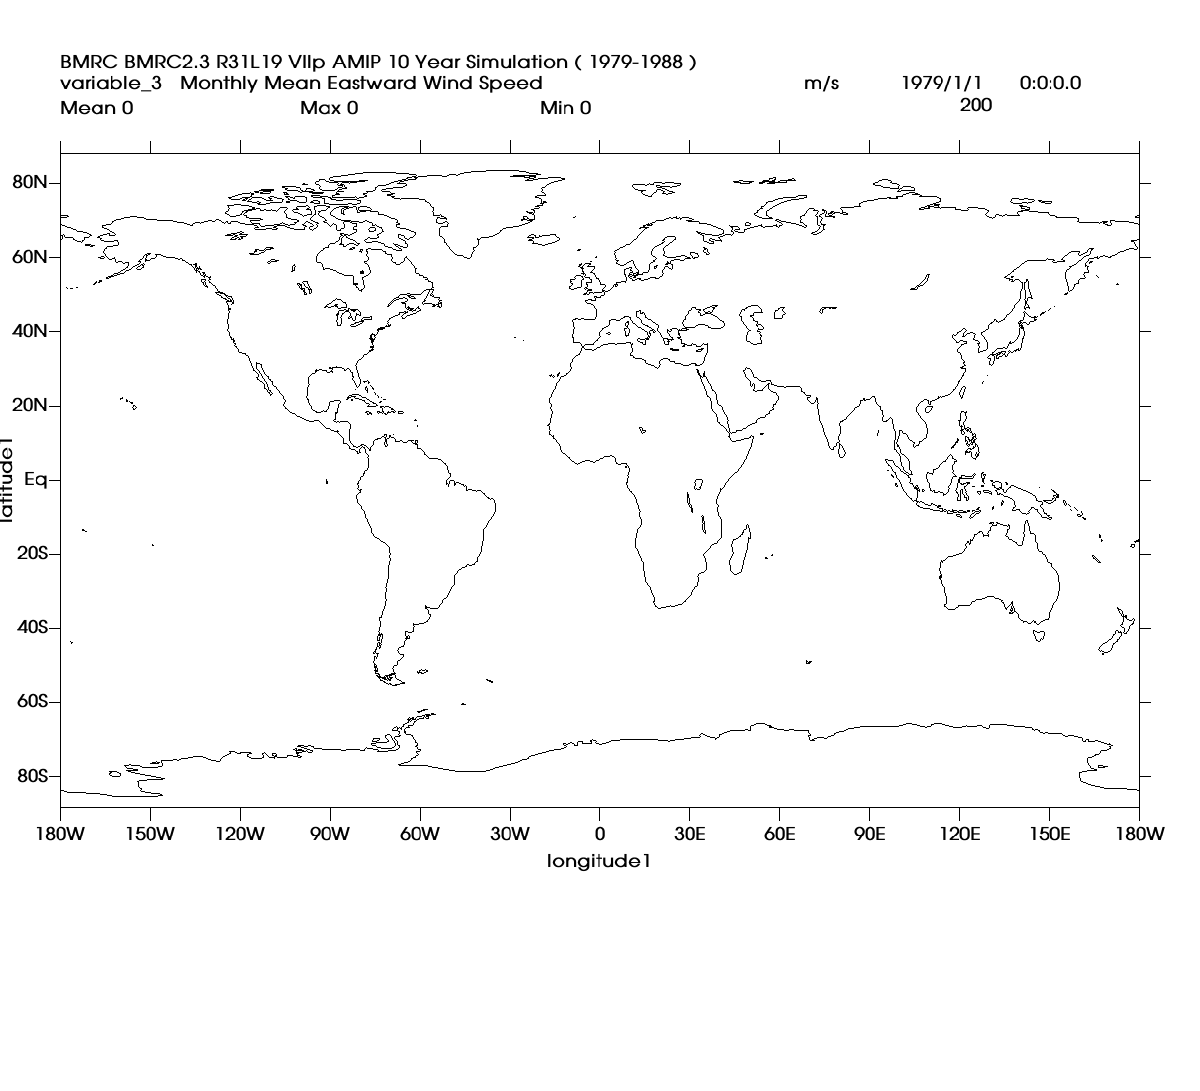 BMRC BMRC2.3 R31L19 VIIp AMIP 10 Year Simulation ( 1979-1988 )
variable_3 Monthly Mean Eastward Wind Speed m/s 1979/1/1 0:0:0.0
Mean 0 Max 0 Min 0 200
80N
60N
40N
20N
Eq
20S
40S
60S
80S
latitude1
180W 150W 120W 90W 60W 30W 0 30E 60E 90E 120E 150E 180W
longitude1